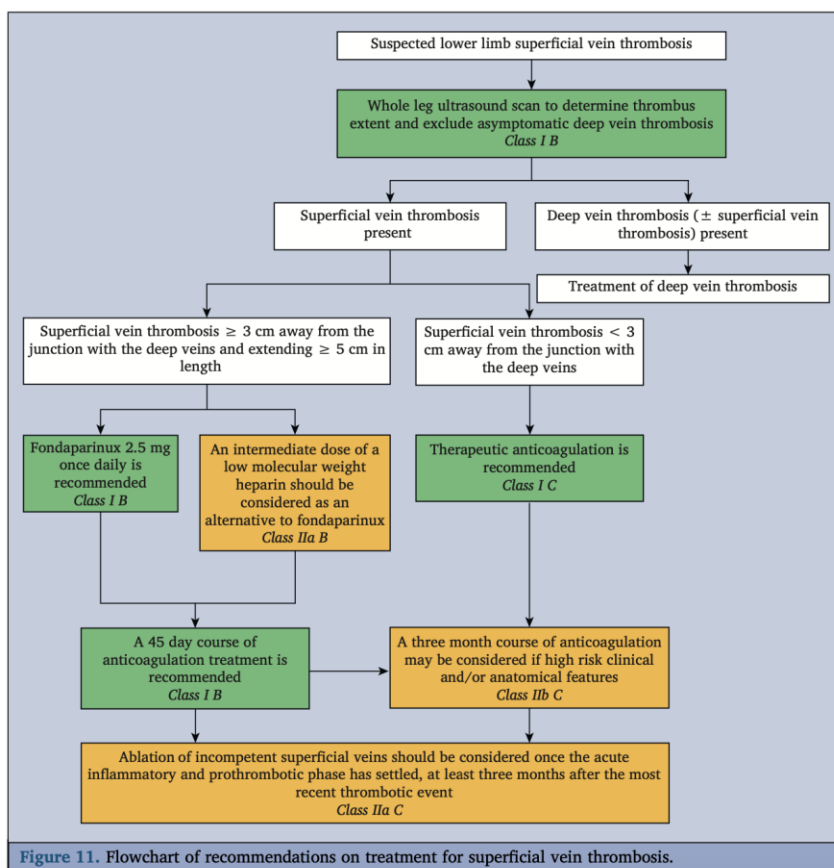 Suspected lower limb superficial vein thrombosis
Whole leg ultrasound scan to determine thrombus
extent and exclude asymptomatic deep vein thrombosis
Class I B
Superficial vein thrombosis
present
Deep vein thrombosis (± superficial vein
thrombosis) present
Treatment of deep vein thrombosis
Superficial vein thrombosis ≥ 3 cm away from the
junction with the deep veins and extending ≥ 5 cm in
length
Superficial vein thrombosis < 3
cm away from the junction with
the deep veins
Fondaparinux 2.5 mg
once daily is
recommended
Class I B
An intermediate dose of a
low molecular weight
heparin should be
considered as an
alternative to fondaparinux
Class IIa B
Therapeutic anticoagulation is
recommended
Class I C
A 45 day course of
anticoagulation treatment is
recommended
Class I B
A three month course of anticoagulation
may be considered if high risk clinical
and/or anatomical features
Class IIb C
Ablation of incompetent superficial veins should be considered once the acute
inflammatory and prothrombotic phase has settled, at least three months after the most
recent thrombotic event
Class IIa C
Figure 11. Flowchart of recommendations on treatment for superficial vein thrombosis.